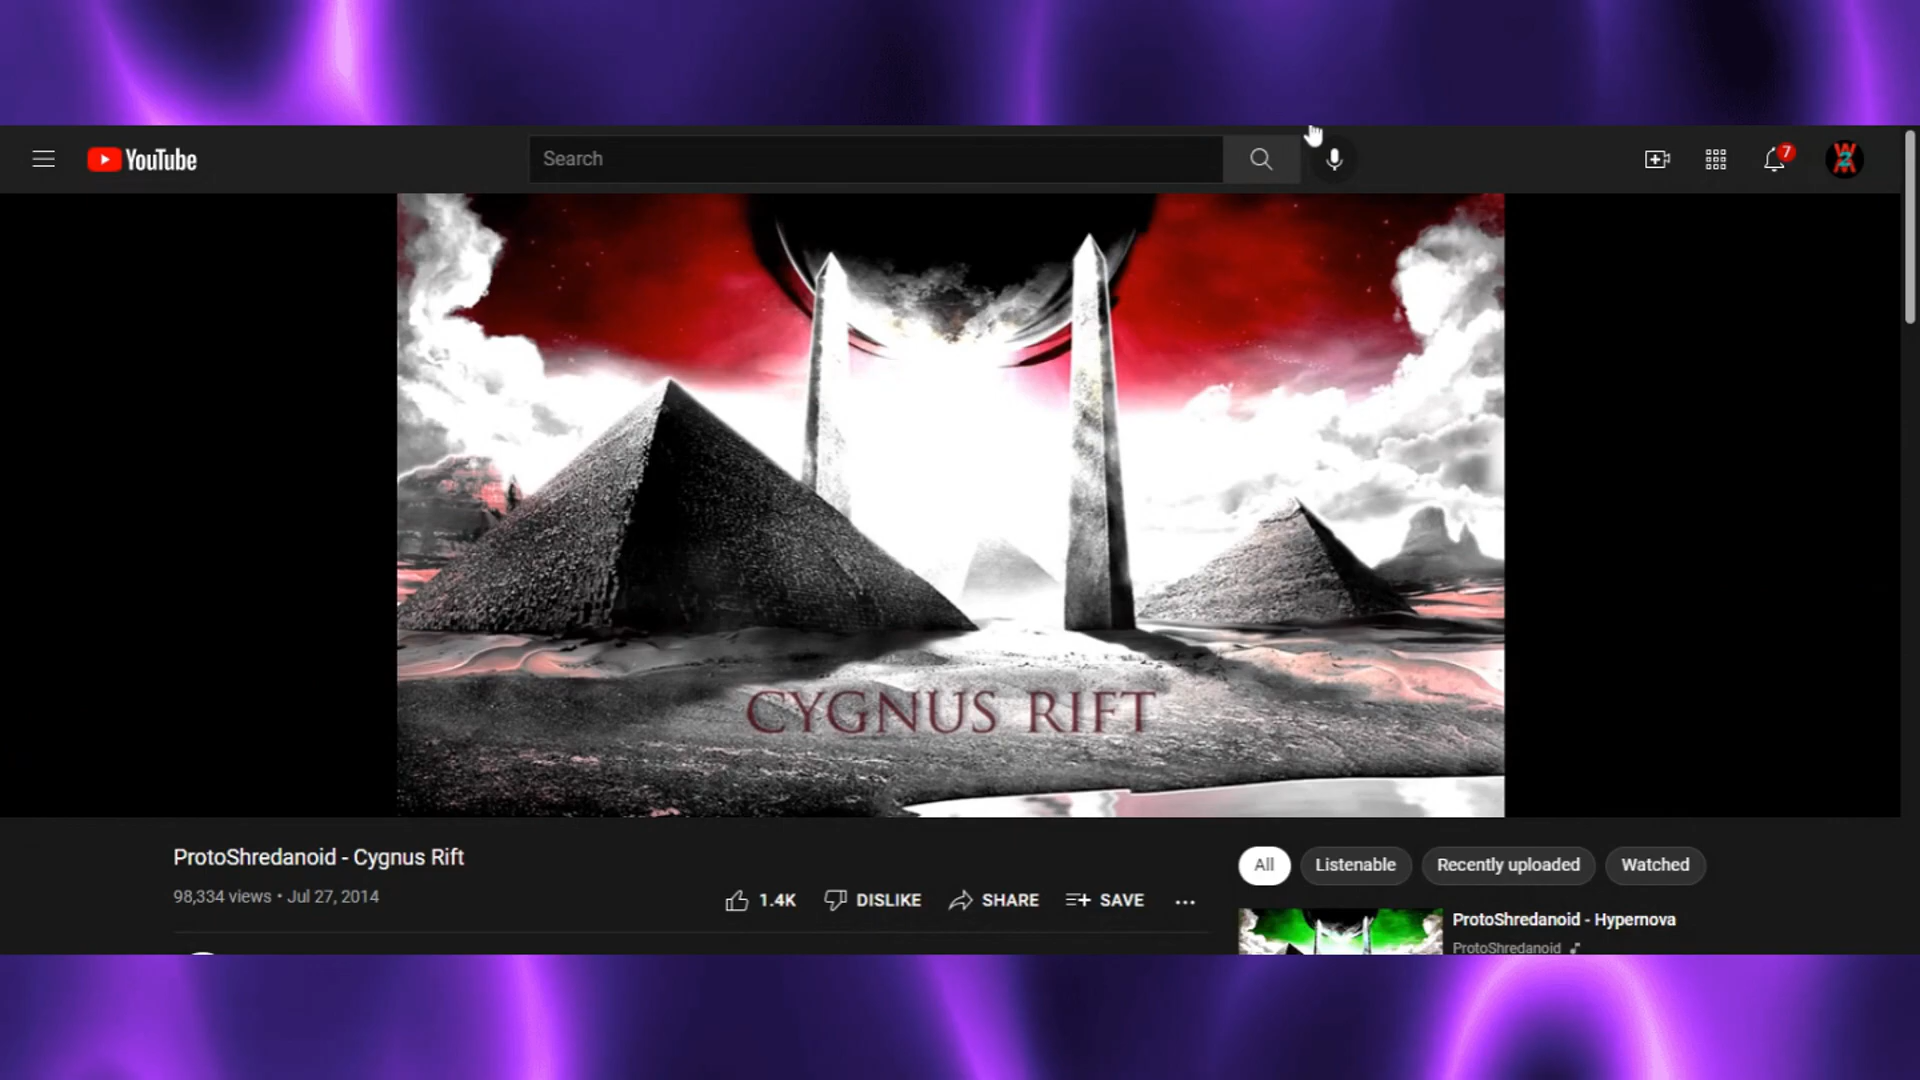 YouTube
Search
7
CYGNUS RIFT
ProtoShredanoid - Cygnus Rift
98,334 views • Jul 27, 2014
1.4K
DISLIKE
SHARE
SAVE
All
Listenable
Recently uploaded
Watched
ProtoShredanoid - Hypernova
ProtoShredanoid